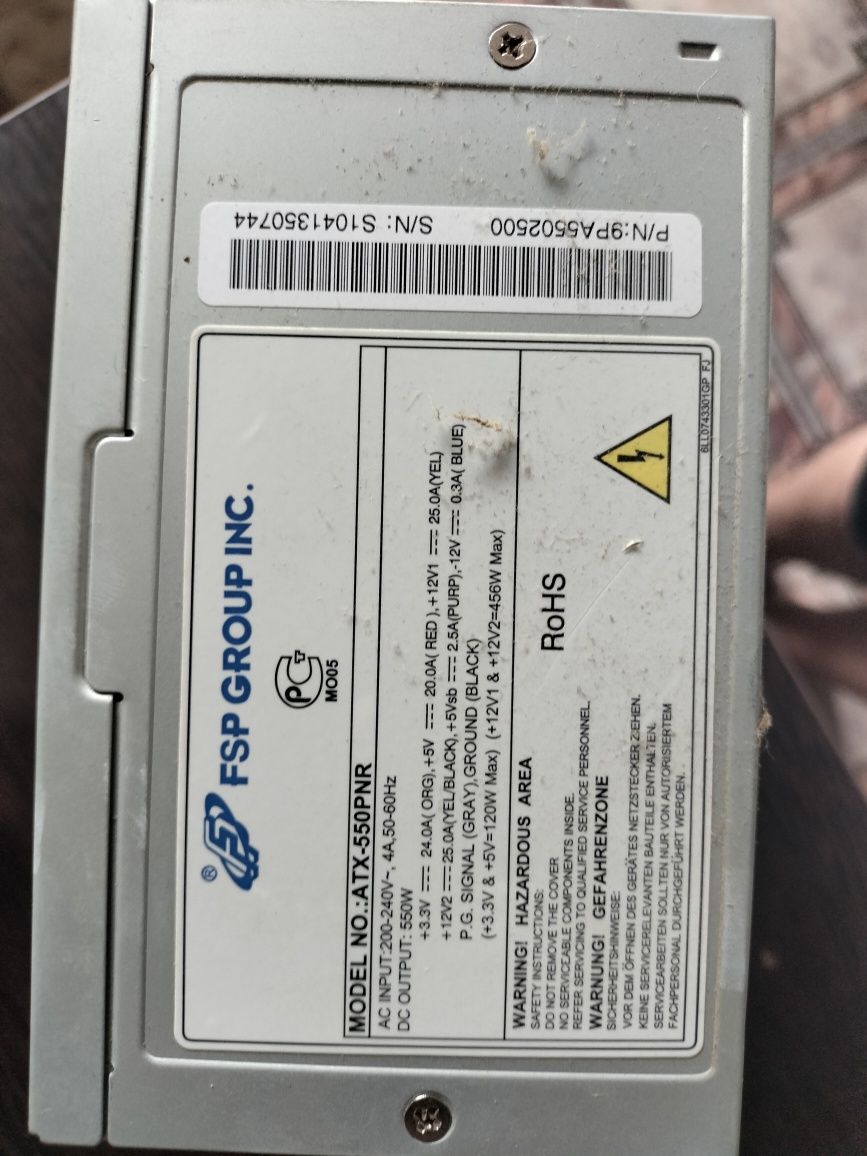 ® FSP GROUP INC.
PG
MO05
MODEL NO.:ATX-550PNR
AC INPUT:200-240V~, 4A,50-60Hz
DC OUTPUT: 550W
+3.3V ⎓ 24.0A( ORG),+5V ⎓ 20.0A( RED ),+12V1 ⎓ 25.0A(YEL)
+12V2 ⎓ 25.0A(YEL/BLACK),+5Vsb ⎓ 2.5A(PURP),-12V ⎓ 0.3A( BLUE)
P.G. SIGNAL (GRAY),GROUND (BLACK)
(+3.3V & +5V=120W Max) (+12V1 & +12V2=456W Max)
WARNING! HAZARDOUS AREA
SAFETY INSTRUCTIONS:
DO NOT REMOVE THE COVER
NO SERVICEABLE COMPONENTS INSIDE.
REFER SERVICING TO QUALIFIED SERVICE PERSONNEL.
WARNUNG! GEFAHRENZONE
SICHERHEITSHINWEISE:
VOR DEM ÖFFNEN DES GERÄTES NETZSTECKER ZIEHEN.
KEINE SERVICERELEVANTEN BAUTEILE ENTHALTEN.
SERVICEARBEITEN SOLLTEN NUR VON AUTORISIERTEM
FACHPERSONAL DURCHGEFÜHRT WERDEN.
RoHS
6LL0743301GP FJ
P/N:9PA5502500 S/N: S1041350744